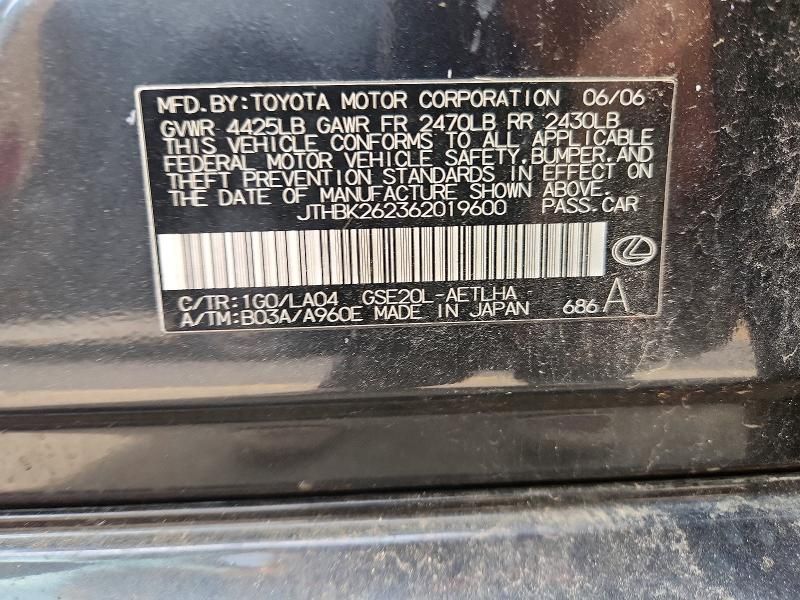 MFD. BY: TOYOTA MOTOR CORPORATION 06/06
GVWR 4425LB GAWR FR 2470LB RR 2430LB
THIS VEHICLE CONFORMS TO ALL APPLICABLE
FEDERAL MOTOR VEHICLE SAFETY, BUMPER, AND
THEFT PREVENTION STANDARDS IN EFFECT ON
THE DATE OF MANUFACTURE SHOWN ABOVE.
JTHBK262362019600 PASS. CAR
C/TR: 1G0/LA04 GSE20L-AETLHA
A/TM: B03A/A960E MADE IN JAPAN 686 A